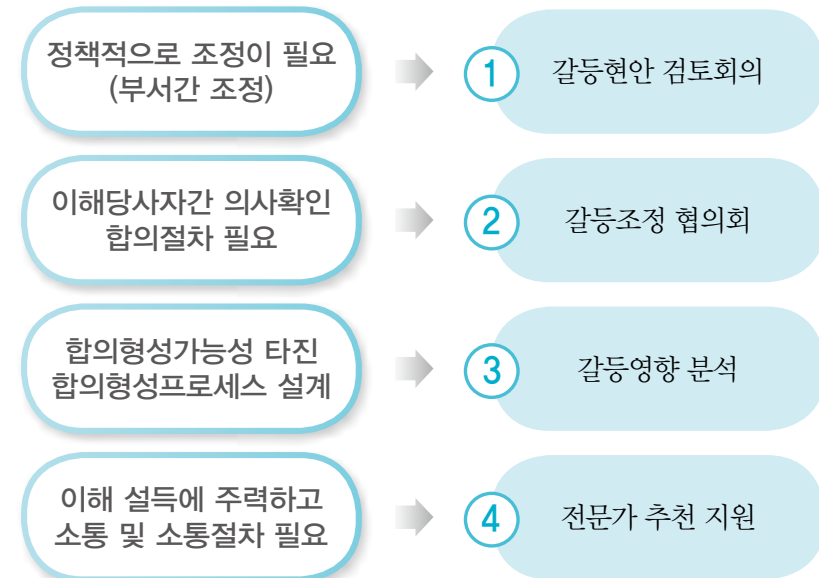 정책적으로 조정이 필요
(부서간 조정)
1 갈등현안 검토회의
이해당사자간 의사확인
합의절차 필요
2 갈등조정 협의회
합의형성가능성 타진
합의형성프로세스 설계
3 갈등영향 분석
이해 설득에 주력하고
소통 및 소통절차 필요
4 전문가 추천 지원